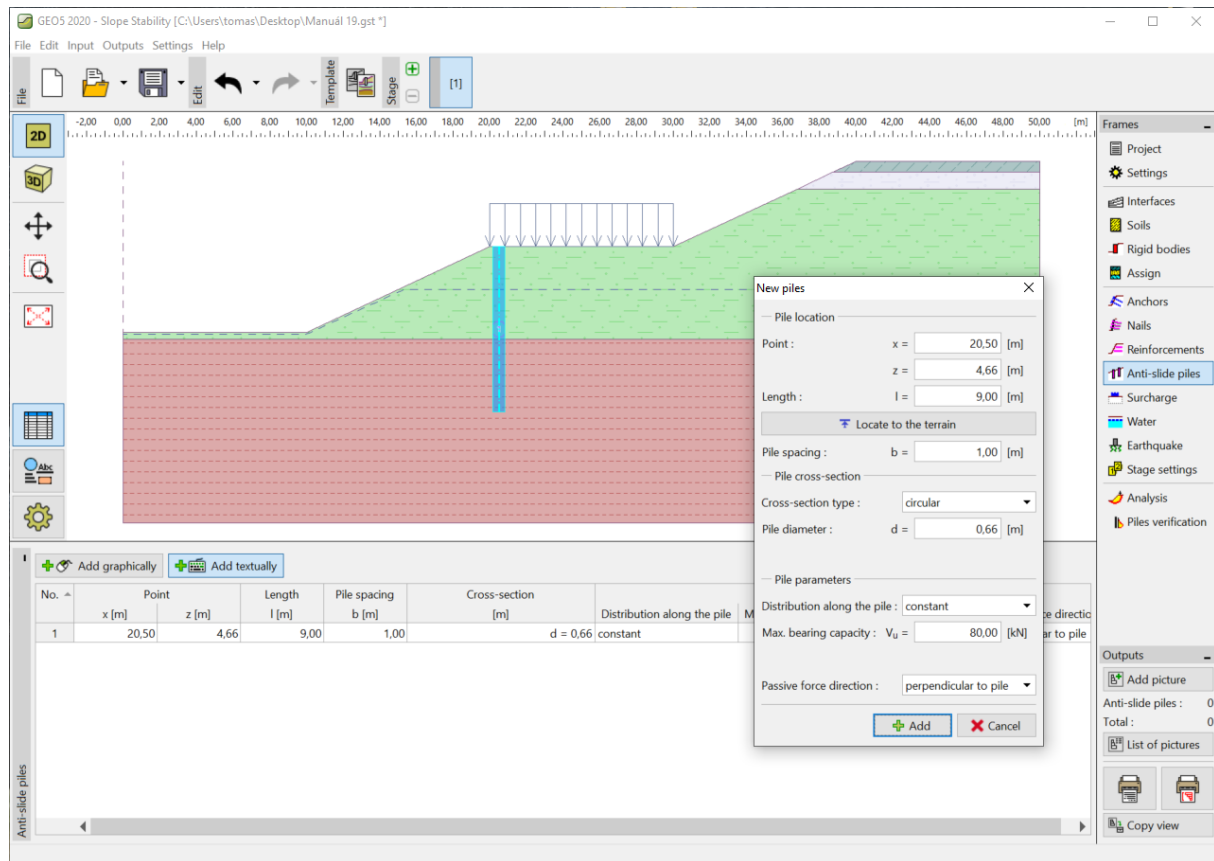 GEO5 2020 - Slope Stability [C:\Users\tomas\Desktop\Manuál 19.gst *]
File Edit Input Outputs Settings Help
File
Edit
Template
Stage
[1]
2D
-2,00 0,00 2,00 4,00 6,00 8,00 10,00 12,00 14,00 16,00 18,00 20,00 22,00 24,00 26,00 28,00 30,00 32,00 34,00 36,00 38,00 40,00 42,00 44,00 46,00 48,00 50,00 [m]
3D
Abc
Frames
Project
Settings
Interfaces
Soils
Rigid bodies
Assign
Anchors
Nails
Reinforcements
Anti-slide piles
Surcharge
Water
Earthquake
Stage settings
Analysis
Piles verification
New piles
Pile location
Point : x = 20,50 [m]
z = 4,66 [m]
Length : l = 9,00 [m]
Locate to the terrain
Pile spacing : b = 1,00 [m]
Pile cross-section
Cross-section type : circular
Pile diameter : d = 0,66 [m]
Pile parameters
Distribution along the pile : constant
Max. bearing capacity : Vu = 80,00 [kN]
Passive force direction : perpendicular to pile
Add Cancel
Anti-slide piles
Add graphically Add textually
No. Point Length Pile spacing Cross-section
x [m] z [m] l [m] b [m] [m] Distribution along the pile M ce directio
1 20,50 4,66 9,00 1,00 d = 0,66 constant ar to pile
Outputs
Add picture
Anti-slide piles : 0
Total : 0
List of pictures
Copy view